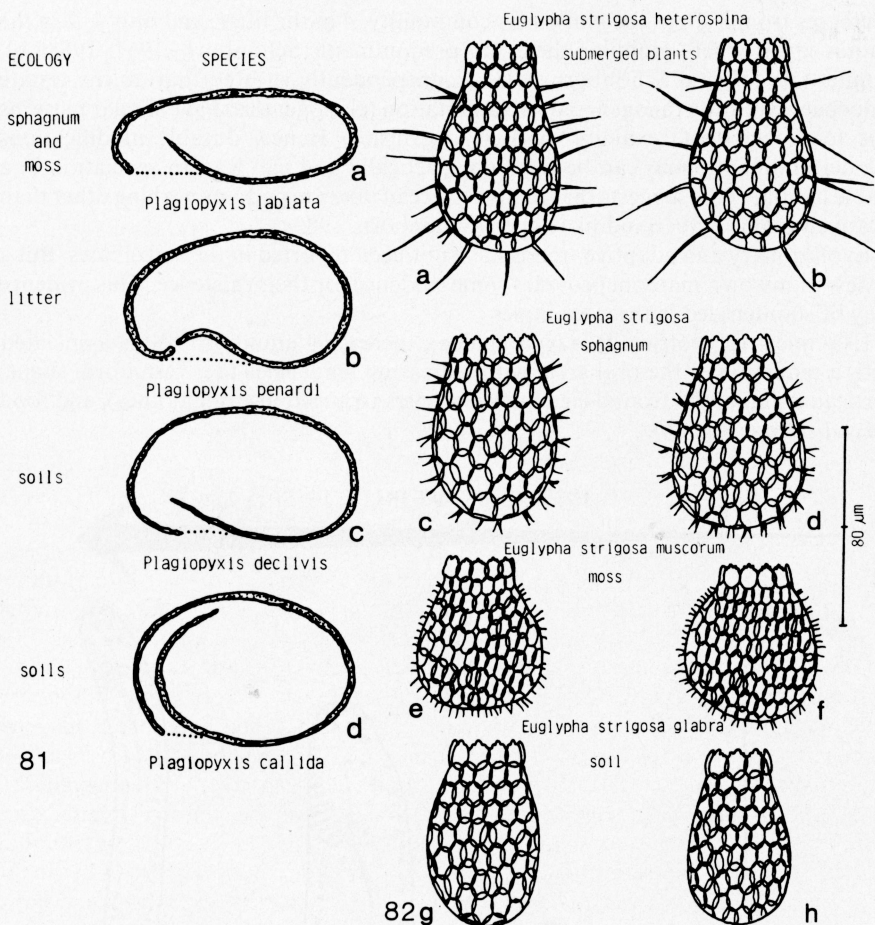 ECOLOGY SPECIES
sphagnum
and
moss
a
Plagiopyxis labiata
litter
b
Plagiopyxis penardi
soils
c
Plagiopyxis declivis
soils
d
81
Plagiopyxis callida
Euglypha strigosa heterospina
submerged plants
a b
Euglypha strigosa
Sphagnum
c d
80 µm
Euglypha strigosa muscorum
moss
e f
Euglypha strigosa glabra
soil
82 g h